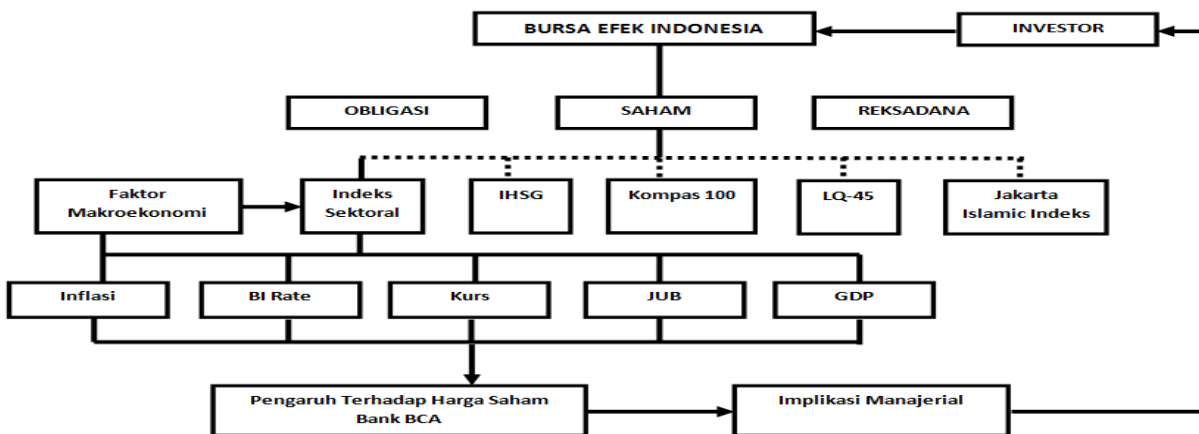 BURSA EFEK INDONESIA
INVESTOR
OBLIGASI
SAHAM
REKSADANA
Faktor
Makroekonomi
Indeks
Sektoral
IHSG
Kompas 100
LQ-45
Jakarta
Islamic Indeks
Inflasi
BI Rate
Kurs
JUB
GDP
Pengaruh Terhadap Harga Saham
Bank BCA
Implikasi Manajerial